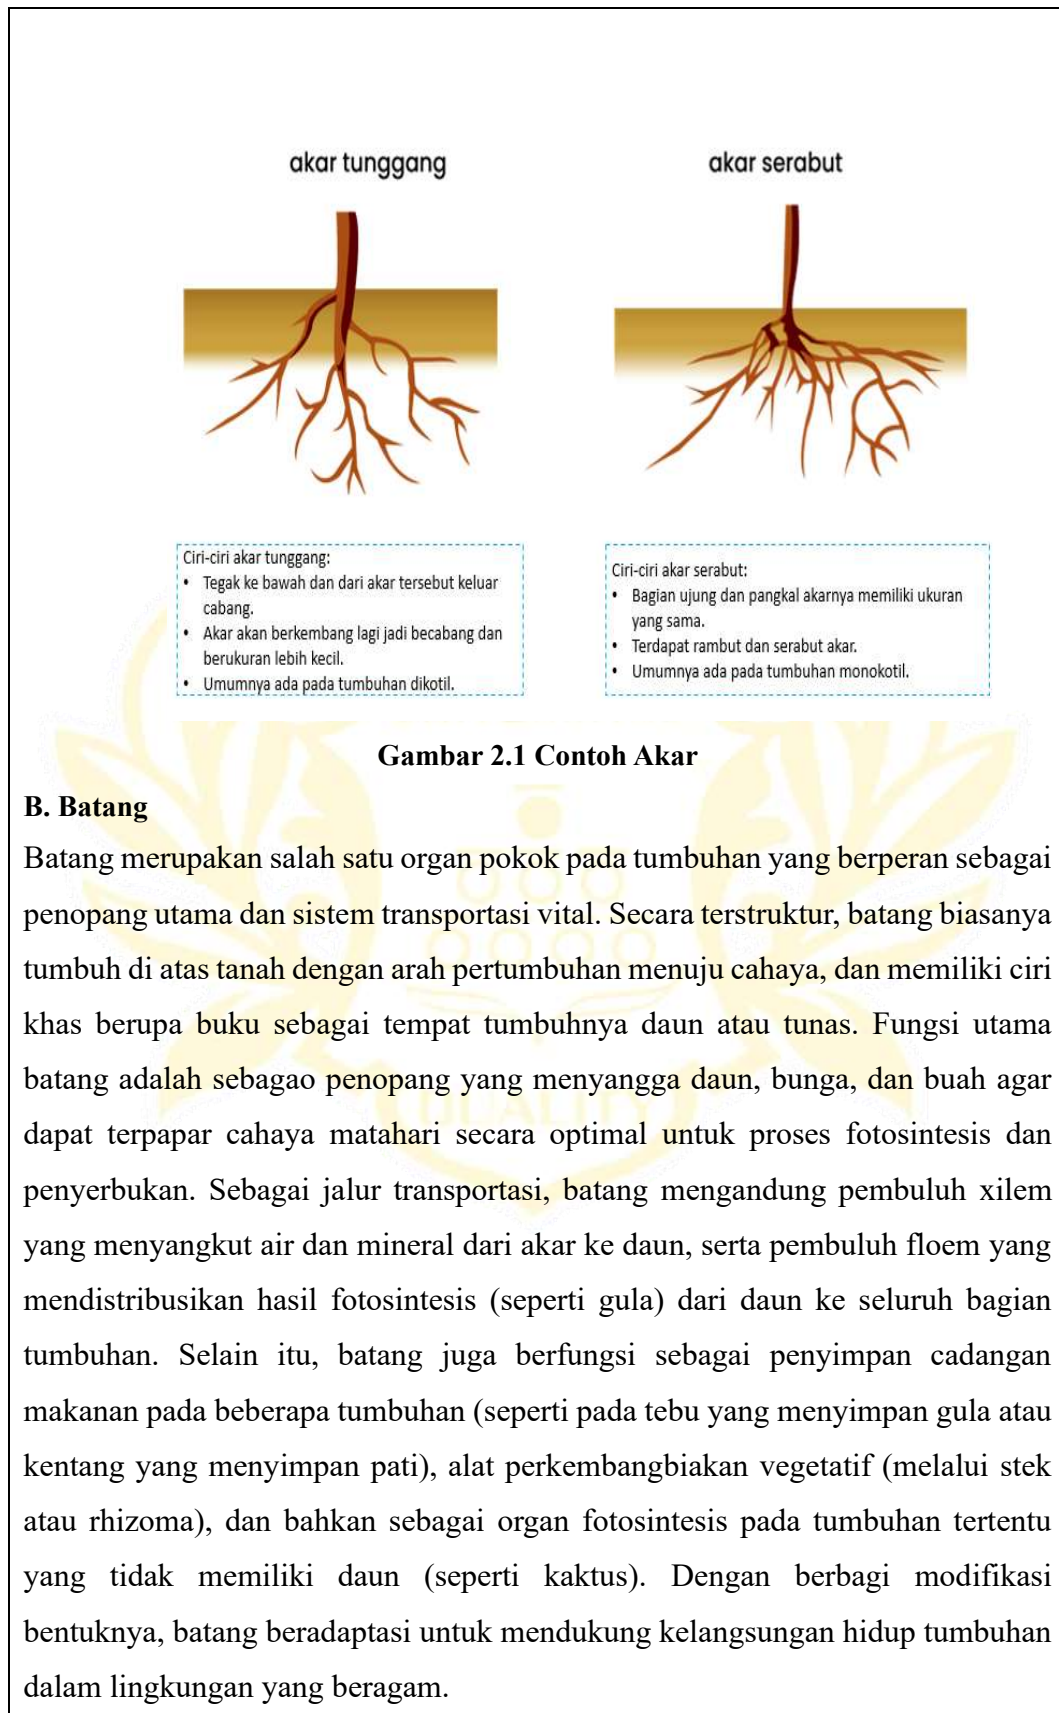 akar tunggang
akar serabut
Ciri-ciri akar tunggang:
• Tegak ke bawah dan dari akar tersebut keluar
cabang.
• Akar akan berkembang lagi jadi becabang dan
berukuran lebih kecil.
• Umumnya ada pada tumbuhan dikotil.
Ciri-ciri akar serabut:
• Bagian ujung dan pangkal akarnya memiliki ukuran
yang sama.
• Terdapat rambut dan serabut akar.
• Umumnya ada pada tumbuhan monokotil.
Gambar 2.1 Contoh Akar
B. Batang
Batang merupakan salah satu organ pokok pada tumbuhan yang berperan sebagai
penopang utama dan sistem transportasi vital. Secara terstruktur, batang biasanya
tumbuh di atas tanah dengan arah pertumbuhan menuju cahaya, dan memiliki ciri
khas berupa buku sebagai tempat tumbuhnya daun atau tunas. Fungsi utama
batang adalah sebagao penopang yang menyangga daun, bunga, dan buah agar
dapat terpapar cahaya matahari secara optimal untuk proses fotosintesis dan
penyerbukan. Sebagai jalur transportasi, batang mengandung pembuluh xilem
yang menyangkut air dan mineral dari akar ke daun, serta pembuluh floem yang
mendistribusikan hasil fotosintesis (seperti gula) dari daun ke seluruh bagian
tumbuhan. Selain itu, batang juga berfungsi sebagai penyimpan cadangan
makanan pada beberapa tumbuhan (seperti pada tebu yang menyimpan gula atau
kentang yang menyimpan pati), alat perkembangbiakan vegetatif (melalui stek
atau rhizoma), dan bahkan sebagai organ fotosintesis pada tumbuhan tertentu
yang tidak memiliki daun (seperti kaktus). Dengan berbagi modifikasi
bentuknya, batang beradaptasi untuk mendukung kelangsungan hidup tumbuhan
dalam lingkungan yang beragam.
QUALITY